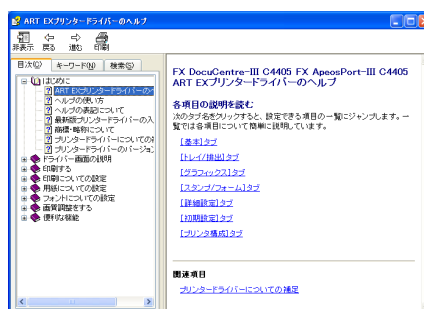 ART EXプリンタードライバーのヘルプ
非表示 戻る 進む 印刷
目次(C) キーワード(N) 検索(S)
はじめに
ART EXプリンタードライバーのヘ
ヘルプの使い方
ヘルプの表記について
最新版プリンタードライバーの入
商標・略称について
プリンタードライバーについての補
プリンタードライバーのバージョン
ドライバー画面の説明
印刷する
印刷についての設定
用紙についての設定
フォントについての設定
画質調整をする
便利な機能
FX DocuCentre-III C4405 FX ApeosPort-III C4405
ART EXプリンタードライバーのヘルプ
各項目の説明を読む
次のタブ名をクリックすると、設定できる項目の一覧にジャンプします。一
覧では各項目について簡単に説明しています。
[基本]タブ
[トレイ/排出]タブ
[グラフィックス]タブ
[スタンプ/フォーム]タブ
[詳細設定]タブ
[初期設定]タブ
[プリンタ構成]タブ
関連項目
プリンタードライバーについての補足